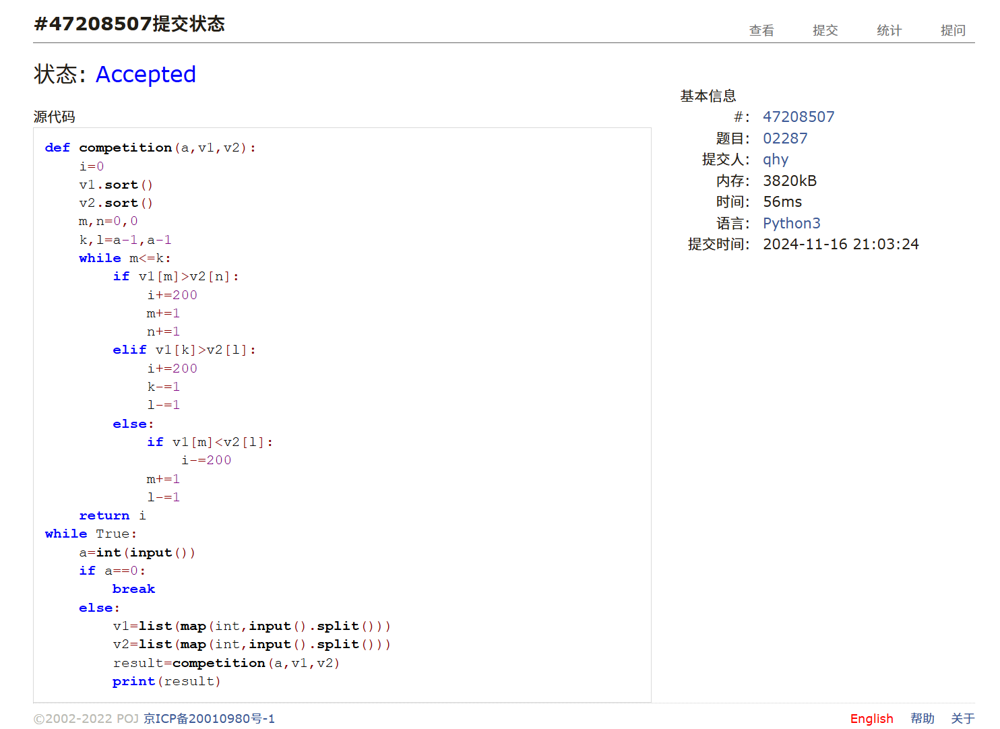 #47208507提交状态
查看 提交 统计 提问
状态: Accepted
源代码
def competition(a,v1,v2):
    i=0
    v1.sort()
    v2.sort()
    m,n=0,0
    k,l=a-1,a-1
    while m<=k:
        if v1[m]>v2[n]:
            i+=200
            m+=1
            n+=1
        elif v1[k]>v2[l]:
            i+=200
            k-=1
            l-=1
        else:
            if v1[m]<v2[l]:
                i-=200
            m+=1
            l-=1
    return i
while True:
    a=int(input())
    if a==0:
        break
    else:
        v1=list(map(int,input().split()))
        v2=list(map(int,input().split()))
        result=competition(a,v1,v2)
        print(result)
基本信息
#: 47208507
题目: 02287
提交人: qhy
内存: 3820kB
时间: 56ms
语言: Python3
提交时间: 2024-11-16 21:03:24
©2002-2022 POJ 京ICP备20010980号-1
English 帮助 关于